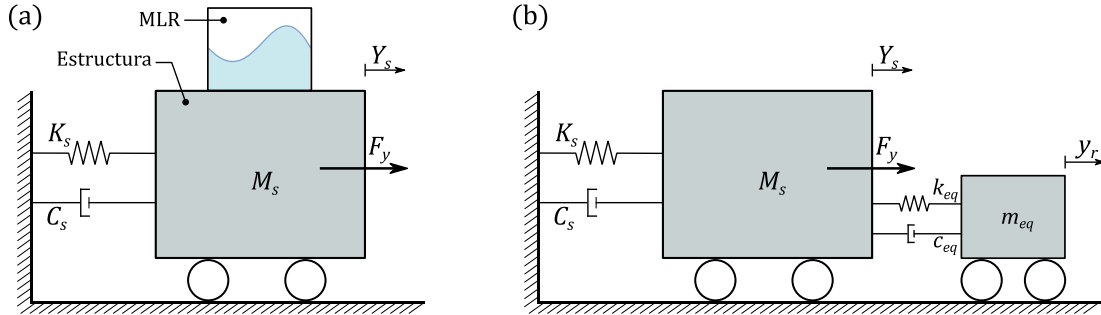 (a)
MLR
Estructura
Y_s
K_s
F_y
M_s
C_s
(b)
Y_s
K_s
F_y
y_r
M_s
k_eq
m_eq
C_s
c_eq